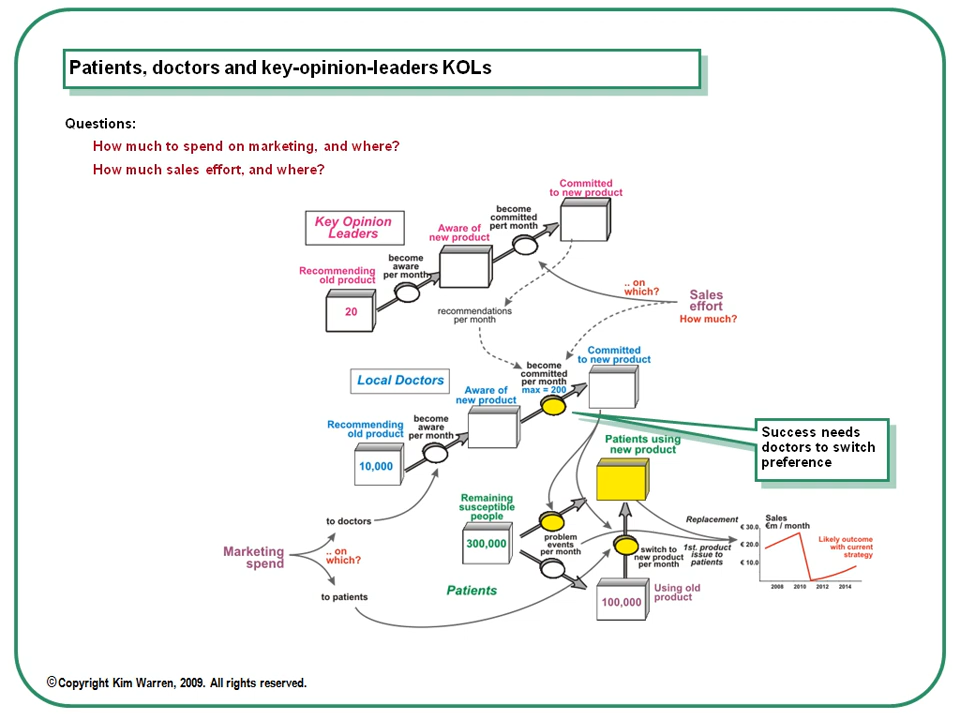 Patients, doctors and key-opinion-leaders KOLs
Questions:
How much to spend on marketing, and where?
How much sales effort, and where?
Key Opinion
Leaders
Recommending
old product
20
become
aware
per month
Aware of
new product
become
committed
pert month
Committed
to new product
recommendations
per month
.. on
which?
Sales
effort
How much?
Local Doctors
Recommending
old product
10,000
become
aware
per month
Aware of
new product
become
committed
per month
max = 200
Committed
to new product
Success needs
doctors to switch
preference
Patients using
new product
Remaining
susceptible
people
300,000
problem
events
per month
switch to
new product
per month
Using old
product
100,000
Patients
Marketing
spend
to doctors
.. on
which?
to patients
Replacement
1st. product
issue to
patients
Sales
€m / month
€ 30.0
€ 20.0
€ 10.0
Likely outcome
with current
strategy
2008 2010 2012 2014
©Copyright Kim Warren, 2009. All rights reserved.